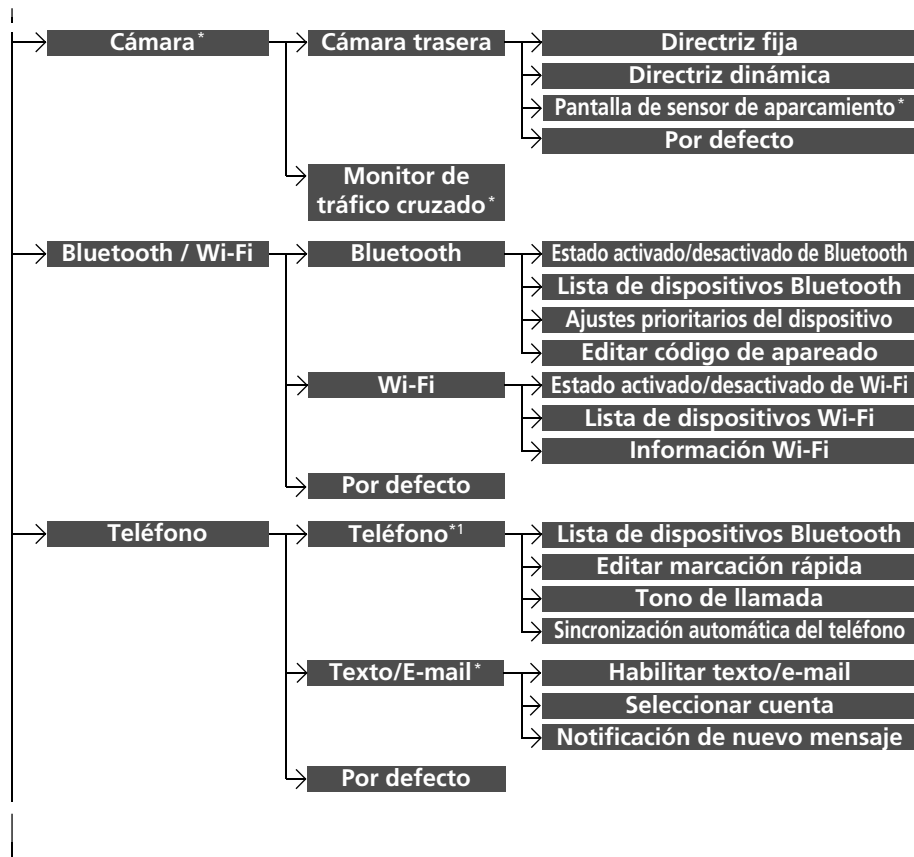 Cámara*
Cámara trasera
Directriz fija
Directriz dinámica
Pantalla de sensor de aparcamiento*
Por defecto
Monitor de
tráfico cruzado*
Bluetooth / Wi-Fi
Bluetooth
Estado activado/desactivado de Bluetooth
Lista de dispositivos Bluetooth
Ajustes prioritarios del dispositivo
Editar código de apareado
Wi-Fi
Estado activado/desactivado de Wi-Fi
Lista de dispositivos Wi-Fi
Información Wi-Fi
Por defecto
Teléfono
Teléfono*1
Lista de dispositivos Bluetooth
Editar marcación rápida
Tono de llamada
Sincronización automática del teléfono
Texto/E-mail*
Habilitar texto/e-mail
Seleccionar cuenta
Notificación de nuevo mensaje
Por defecto